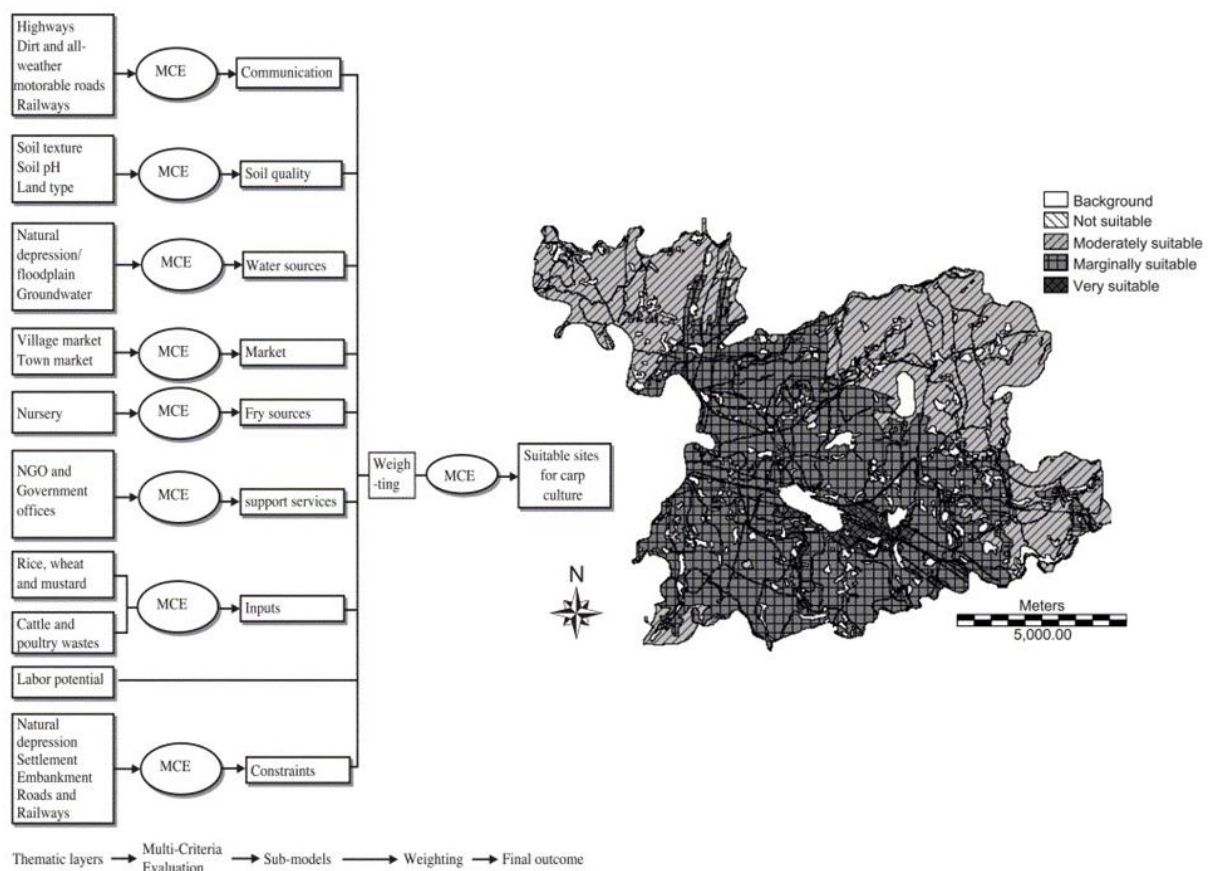 Highways
Dirt and all-
weather
motorable roads
Railways
MCE
Communication
Soil texture
Soil pH
Land type
MCE
Soil quality
Natural
depression/
floodplain
Groundwater
MCE
Water sources
Village market
Town market
MCE
Market
Nursery
MCE
Fry sources
NGO and
Government
offices
MCE
support services
Rice, wheat
and mustard
Cattle and
poultry wastes
MCE
Inputs
Labor potential
Natural
depression
Settlement
Embankment
Roads and
Railways
MCE
Constraints
Weigh
-ting
MCE
Suitable sites
for carp
culture
Thematic layers
Multi-Criteria
Evaluation
Sub-models
Weighting
Final outcome
Background
Not suitable
Moderately suitable
Marginally suitable
Very suitable
N
Meters
5,000.00